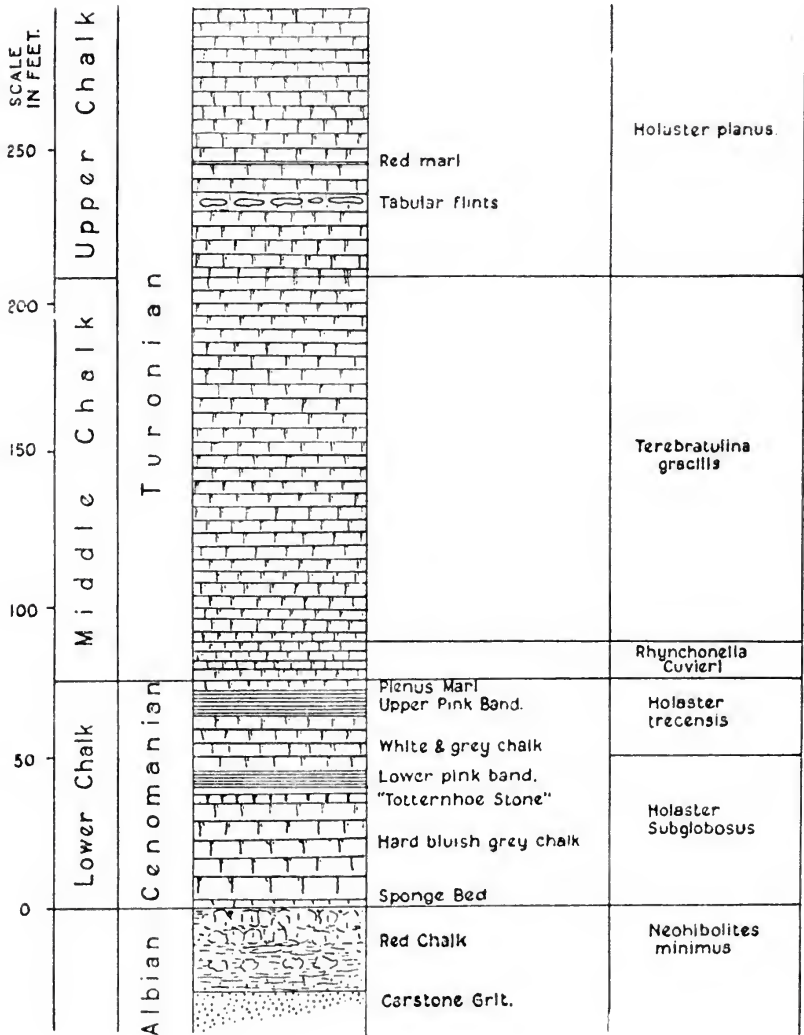 SCALE
IN FEET.
250
200
150
100
50
0
Upper Chalk
Middle Chalk
Lower Chalk
Turonian
Cenomanian
Albian
Red marl
Tabular flints
Plenus Marl
Upper Pink Band.
White & grey chalk
Lower pink band.
"Totternhoe Stone"
Hard bluish grey chalk
Sponge Bed
Red Chalk
Carstone Grit.
Holaster planus.
Terebratulina
gracilis
Rhynchonella
Cuvieri
Holaster
trecensis
Holaster
Subglobosus
Neohibolites
minimus